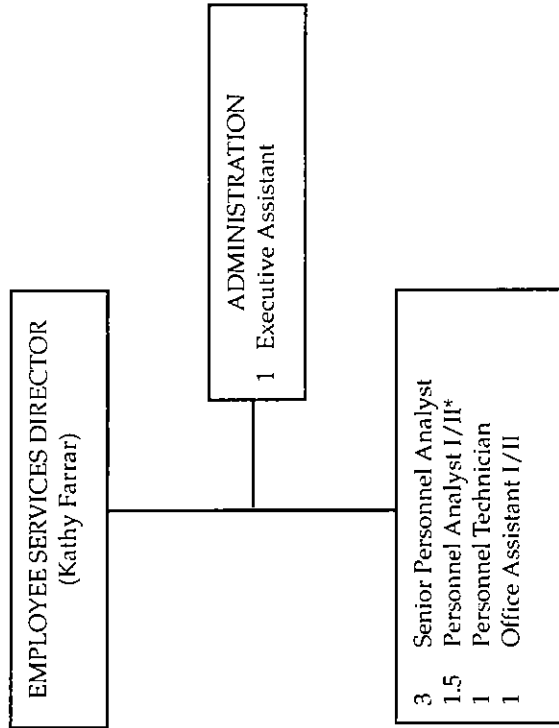 EMPLOYEE SERVICES DIRECTOR
(Kathy Farrar)
ADMINISTRATION
1 Executive Assistant
3 Senior Personnel Analyst
1.5 Personnel Analyst I/II*
1 Personnel Technician
1 Office Assistant I/II